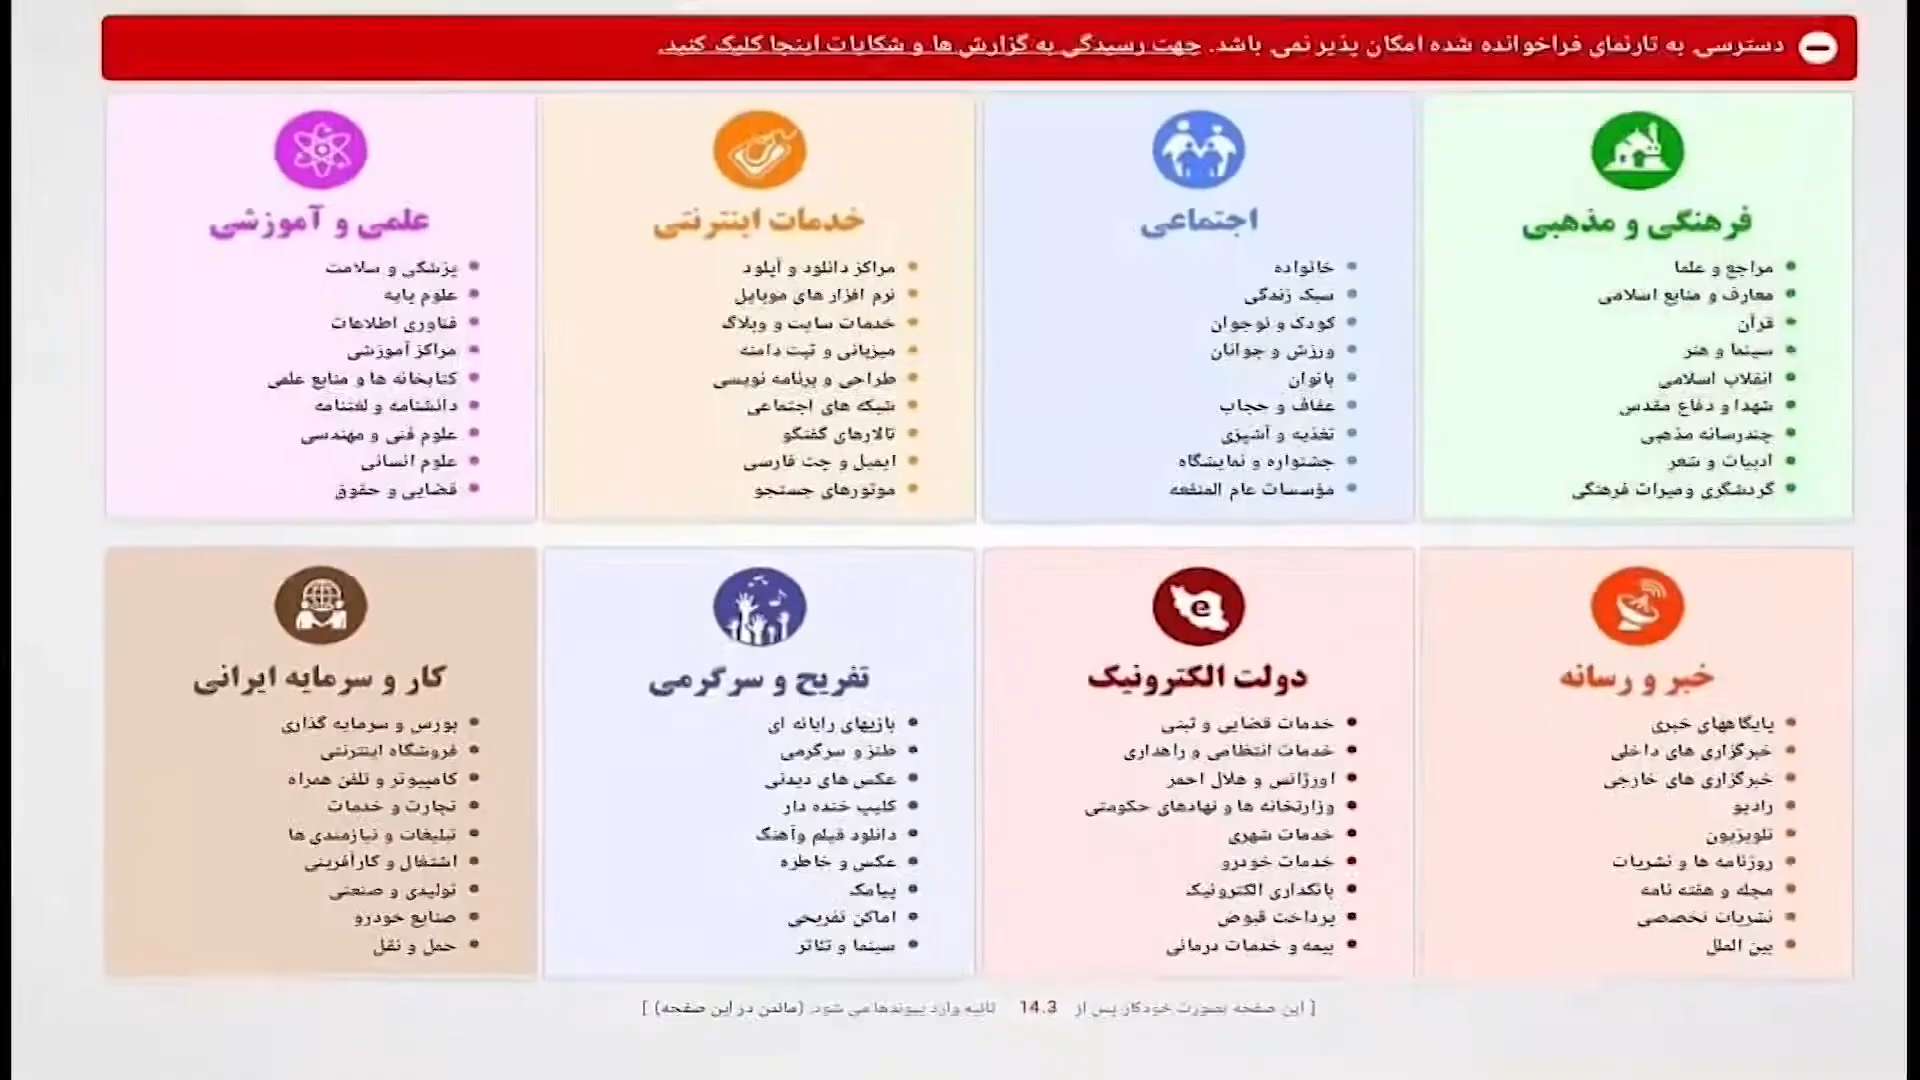 دسترسی به تارنمای فراخوانده شده امکان پذیر نمی باشد. جهت رسیدگی به گزارش ها و شکایات اینجا کلیک کنید.
فرهنگی و مذهبی
مراجع و علما
معارف و منابع اسلامی
قرآن
سینما و هنر
انقلاب اسلامی
شهدا و دفاع مقدس
چندرسانه مذهبی
ادبیات و شعر
گردشگری ومیراث فرهنگی
اجتماعی
خانواده
سبک زندگی
کودک و نوجوان
ورزش و جوانان
بانوان
عفاف و حجاب
تغذیه و آشپزی
جشنواره و نمایشگاه
مؤسسات عام المنفعه
خدمات اینترنتی
مراکز دانلود و آپلود
نرم افزار های موبایل
خدمات سایت و وبلاگ
میزبانی و ثبت دامنه
طراحی و برنامه نویسی
شبکه های اجتماعی
تالارهای گفتگو
ایمیل و چت فارسی
موتورهای جستجو
علمی و آموزشی
پزشکی و سلامت
علوم پایه
فناوری اطلاعات
مراکز آموزشی
کتابخانه ها و منابع علمی
دانشنامه و لغتنامه
علوم فنی و مهندسی
علوم انسانی
قضایی و حقوق
خبر و رسانه
پایگاههای خبری
خبرگزاری های داخلی
خبرگزاری های خارجی
رادیو
تلویزیون
روزنامه ها و نشریات
مجله و هفته نامه
نشریات تخصصی
بین الملل
دولت الکترونیک
خدمات قضایی و ثبتی
خدمات انتظامی و راهداری
اورژانس و هلال احمر
وزارتخانه ها و نهادهای حکومتی
خدمات شهری
خدمات خودرو
بانکداری الکترونیک
پرداخت قبوض
بیمه و خدمات درمانی
تفریح و سرگرمی
بازیهای رایانه ای
طنز و سرگرمی
عکس های دیدنی
کلیپ خنده دار
دانلود فیلم وآهنگ
عکس و خاطره
پیامک
اماکن تفریحی
سینما و تئاتر
کار و سرمایه ایرانی
بورس و سرمایه گذاری
فروشگاه اینترنتی
کامپیوتر و تلفن همراه
تجارت و خدمات
تبلیغات و نیازمندی ها
اشتغال و کارآفرینی
تولیدی و صنعتی
صنایع خودرو
حمل و نقل
[ این صفحه بصورت خودکار پس از 14.3 ثانیه وارد پیوندها می شود. (ماندن در این صفحه) ]